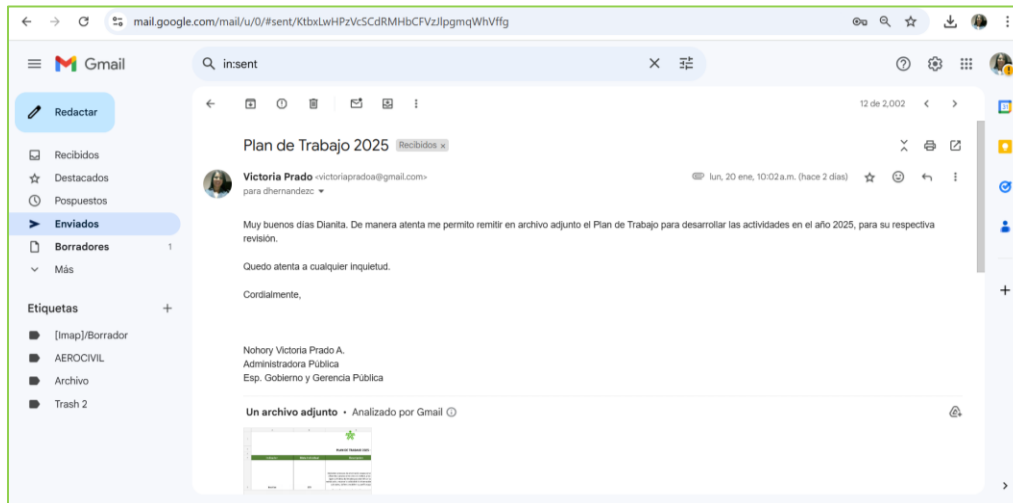 mail.google.com/mail/u/0/#sent/KtbxLwHPzVcSCdRMHbCFVzJlpgmqWhVffg
Gmail
in:sent
Redactar
12 de 2,002
Recibidos
Destacados
Pospuestos
Enviados
Borradores 1
Más
Etiquetas
[Imap]/Borrador
AEROCIVIL
Archivo
Trash 2
Plan de Trabajo 2025 Recibidos x
Victoria Prado <victoriapradoa@gmail.com> lun, 20 ene, 10:02 a.m. (hace 2 días)
para dhernandezc
Muy buenos días Dianita. De manera atenta me permito remitir en archivo adjunto el Plan de Trabajo para desarrollar las actividades en el año 2025, para su respectiva
revisión.
Quedo atenta a cualquier inquietud.
Cordialmente,
Nohory Victoria Prado A.
Administradora Pública
Esp. Gobierno y Gerencia Pública
Un archivo adjunto • Analizado por Gmail
PLAN DE TRABAJO 2025